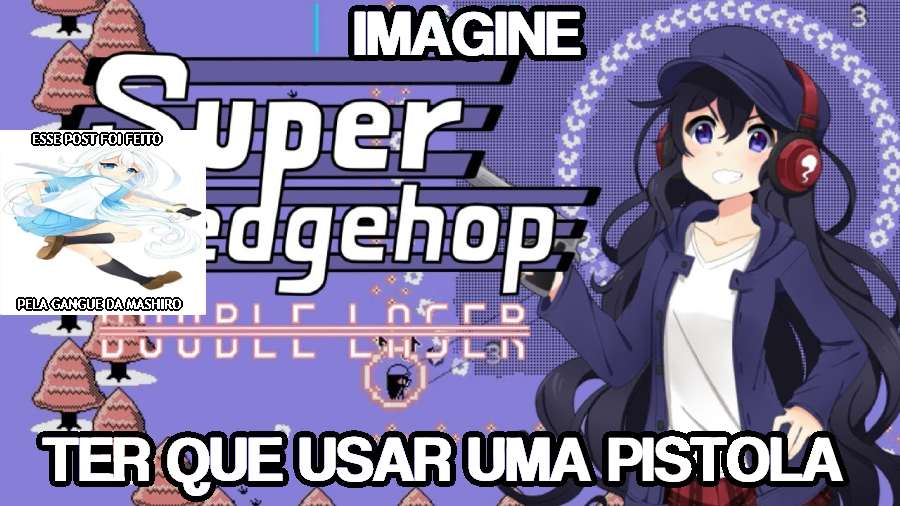 IMAGINE
3
Super
ESSE POST FOI FEITO
edgehop
PELA GANGUE DA MASHIRO
DOUBLE LASER
3
TER QUE USAR UMA PISTOLA